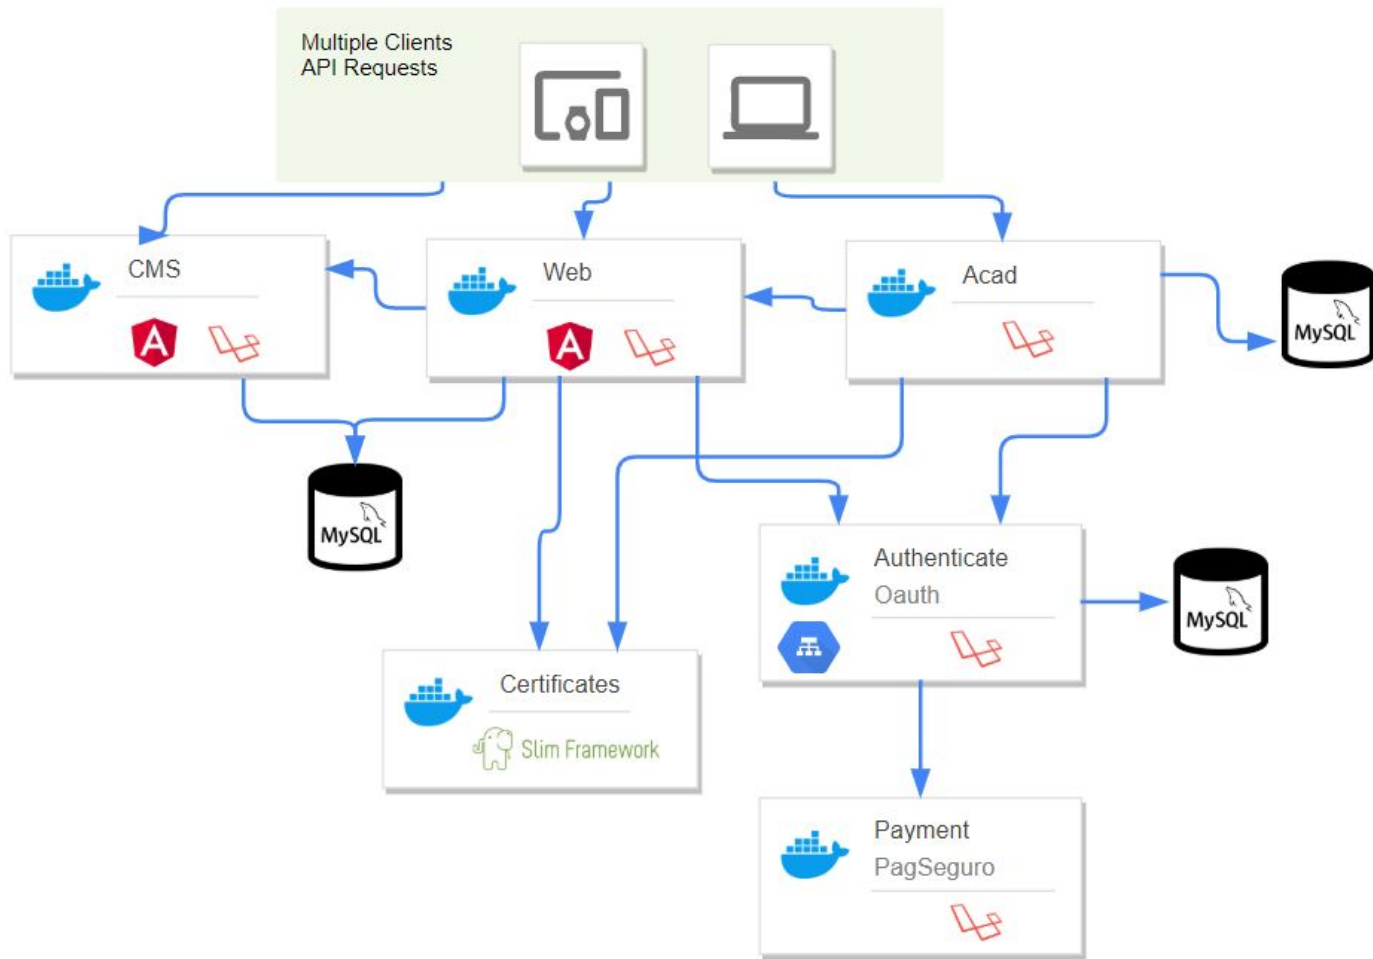 Multiple Clients
API Requests
CMS
Web
Acad
MySQL
MySQL
Authenticate
Oauth
MySQL
Certificates
Slim Framework
Payment
PagSeguro